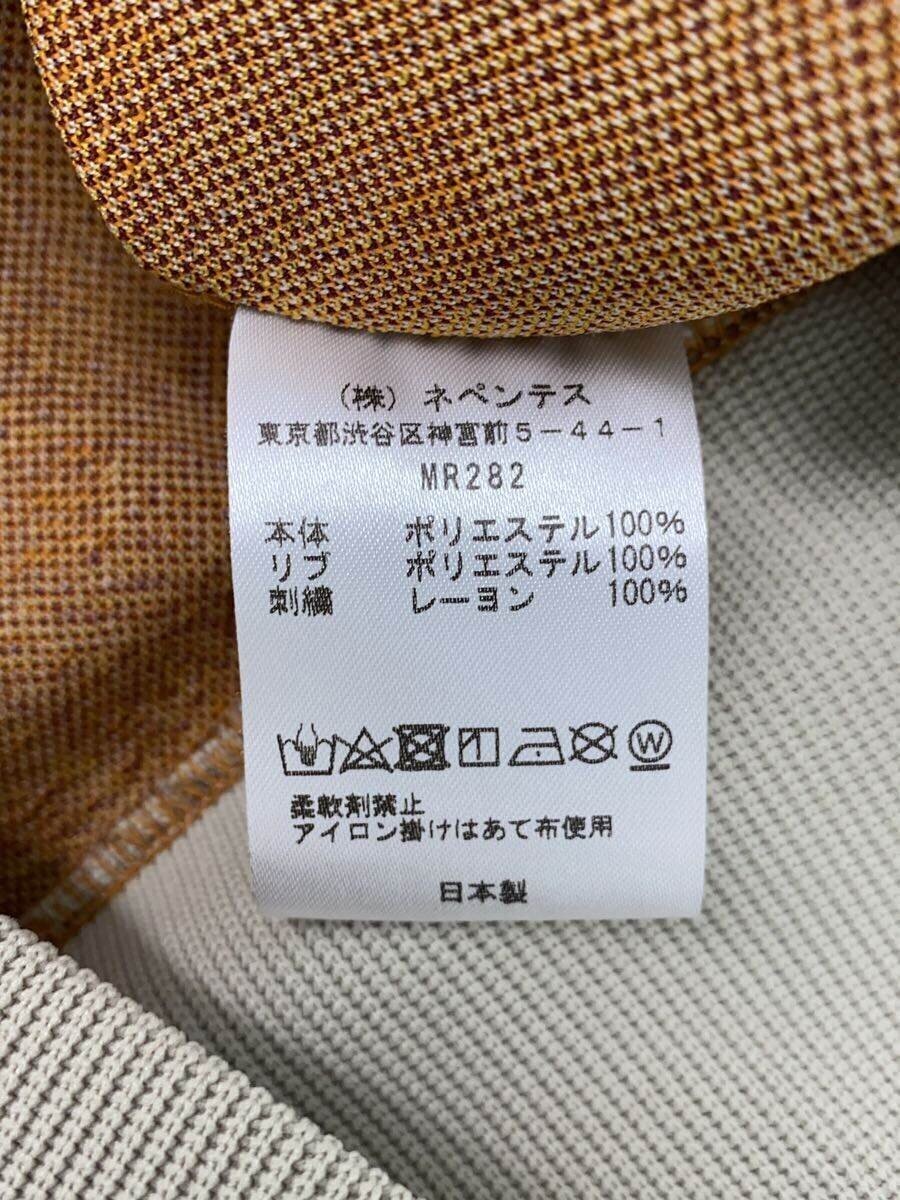 （株）ネペンテス
東京都渋谷区神宮前５−４４−１
MR282
本体 ポリエステル100%
リブ ポリエステル100%
刺繍 レーヨン 100%
W
柔軟剤禁止
アイロン掛けはあて布使用
日本製